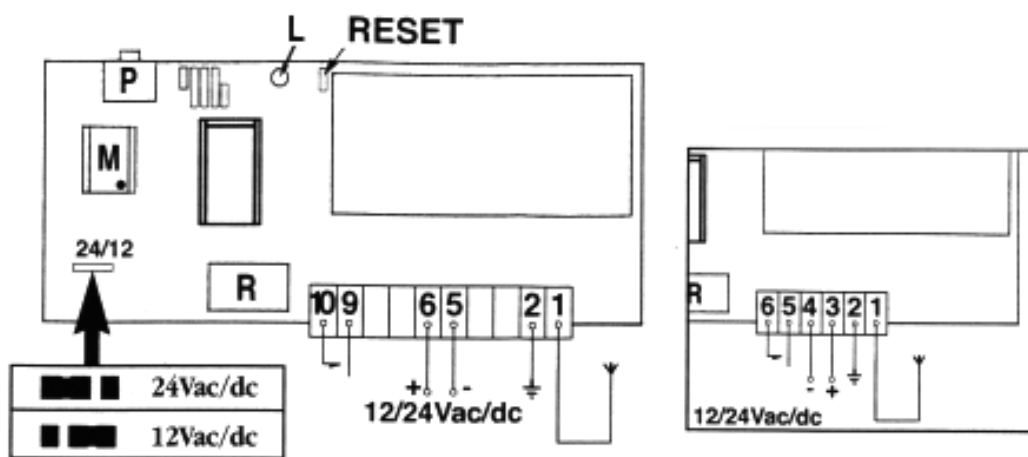 L RESET
P
M
24/12
R
10 9 6 5 2 1
+ -
12/24Vac/dc
24Vac/dc
12Vac/dc
R
6 5 4 3 2 1
- +
12/24Vac/dc